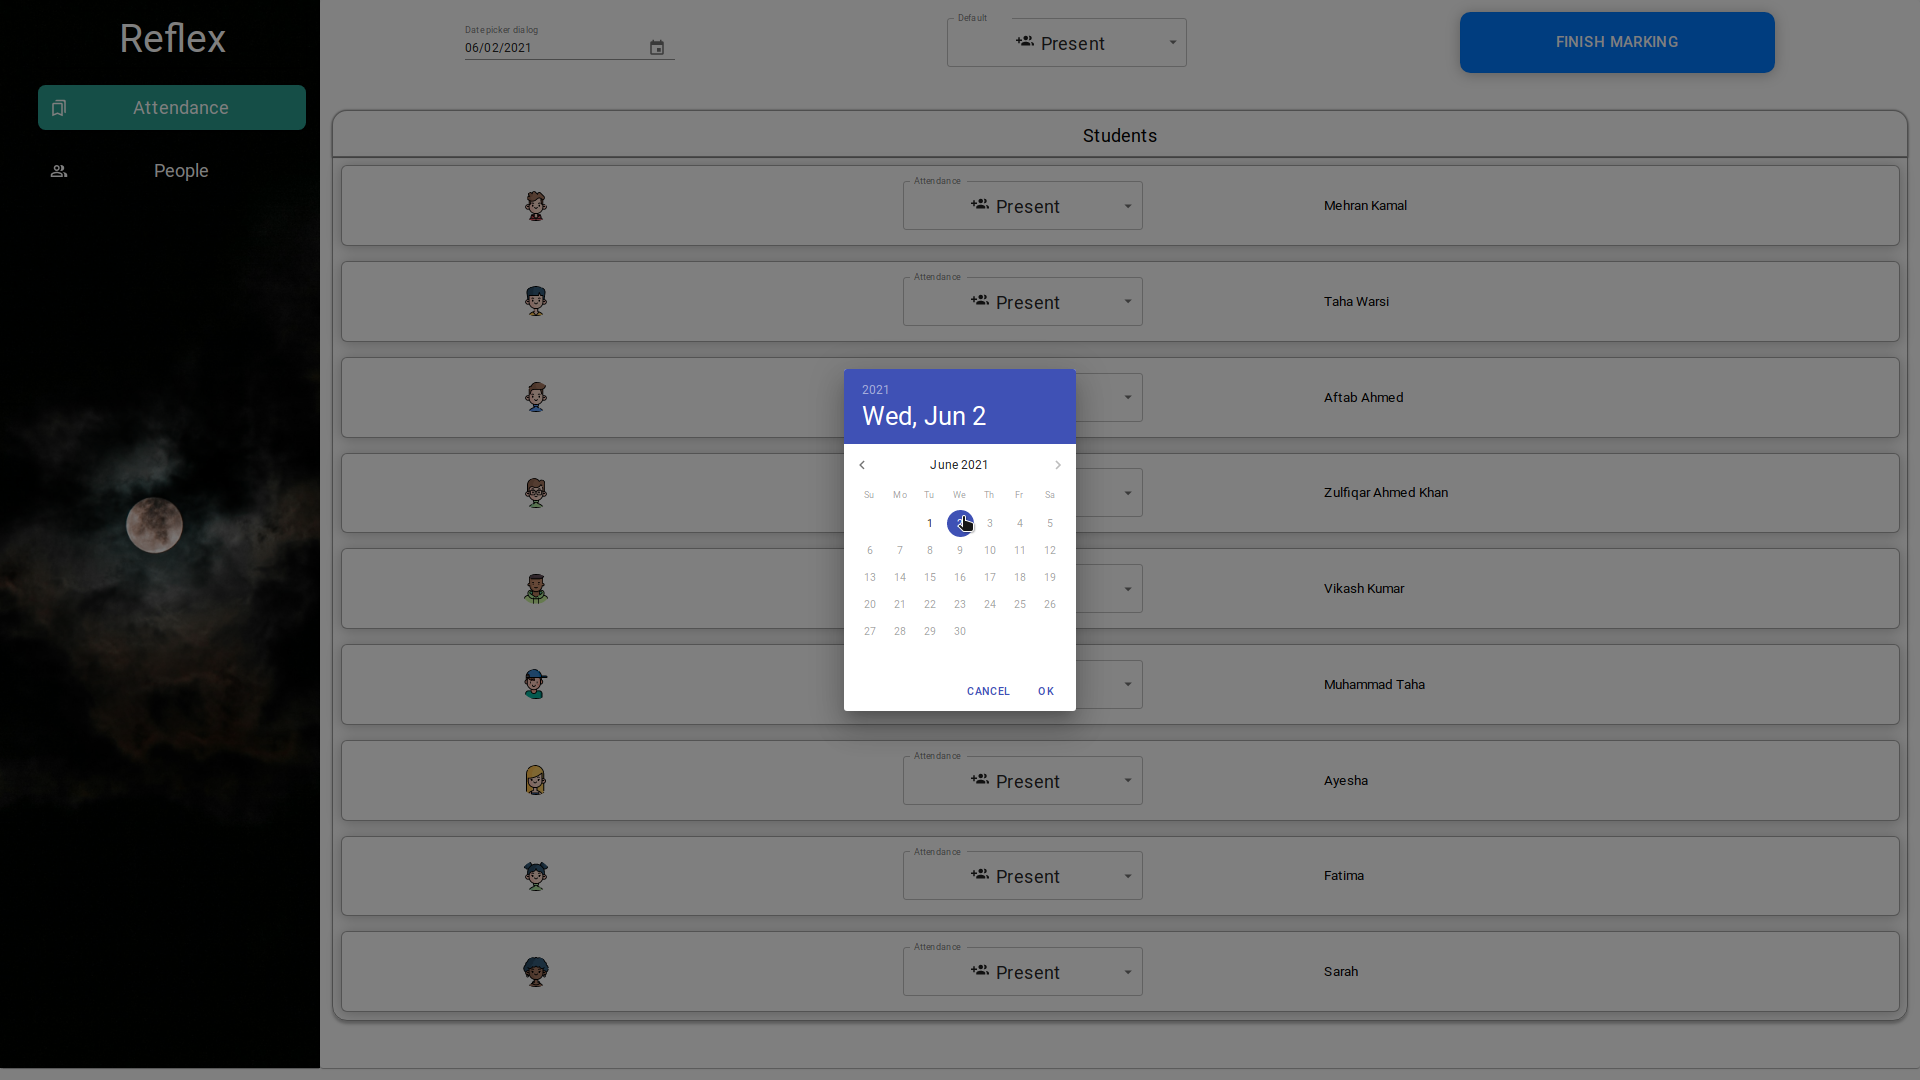 Reflex
Attendance
People
Date picker dialog
06/02/2021
Default
Present
FINISH MARKING
Students
Attendance
Present
Mehran Kamal
Attendance
Present
Taha Warsi
Aftab Ahmed
Zulfiqar Ahmed Khan
Vikash Kumar
Muhammad Taha
Attendance
Present
Ayesha
Attendance
Present
Fatima
Attendance
Present
Sarah
2021
Wed, Jun 2
June 2021
Su Mo Tu We Th Fr Sa
1 2 3 4 5
6 7 8 9 10 11 12
13 14 15 16 17 18 19
20 21 22 23 24 25 26
27 28 29 30
CANCEL OK